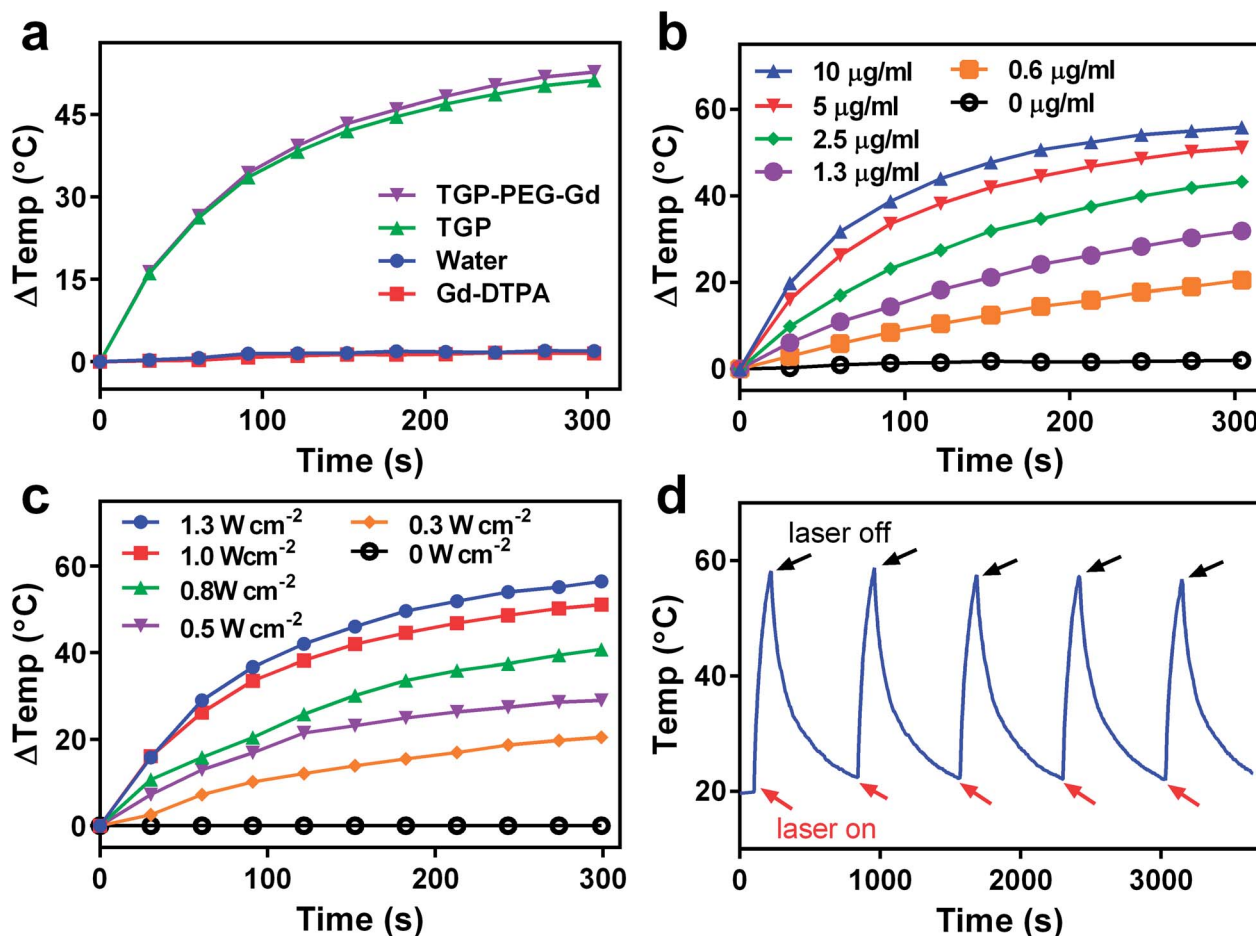 a
ΔTemp (°C)
45
30
15
0
TGP-PEG-Gd
TGP
Water
Gd-DTPA
0 100 200 300
Time (s)
b
ΔTemp (°C)
60
40
20
0
10 μg/ml
5 μg/ml
2.5 μg/ml
1.3 μg/ml
0.6 μg/ml
0 μg/ml
0 100 200 300
Time (s)
c
ΔTemp (°C)
60
40
20
0
1.3 W cm⁻²
1.0 Wcm⁻²
0.8W cm⁻²
0.5 W cm⁻²
0.3 W cm⁻²
0 W cm⁻²
0 100 200 300
Time (s)
d
Temp (°C)
60
40
20
laser off
laser on
0 1000 2000 3000
Time (s)